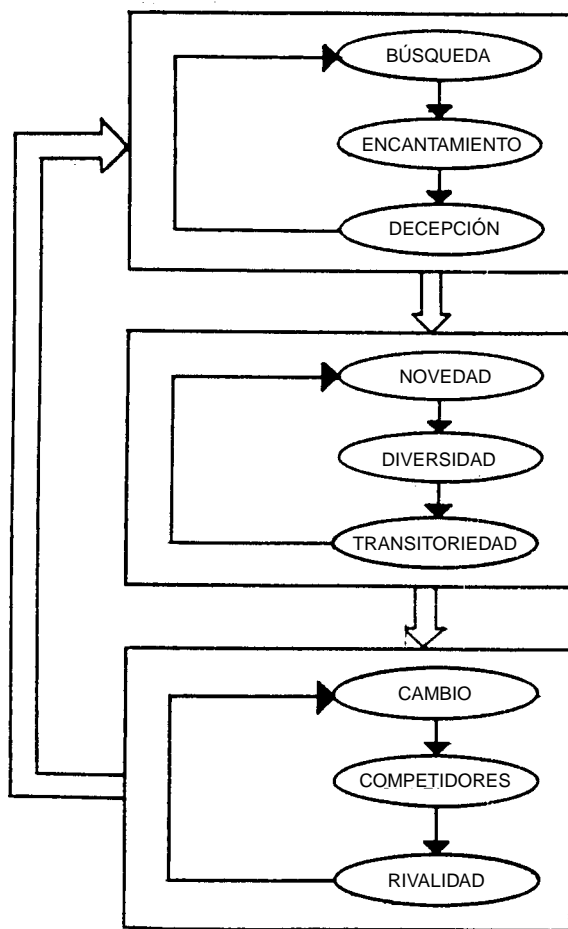 BÚSQUEDA
ENCANTAMIENTO
DECEPCIÓN
NOVEDAD
DIVERSIDAD
TRANSITORIEDAD
CAMBIO
COMPETIDORES
RIVALIDAD